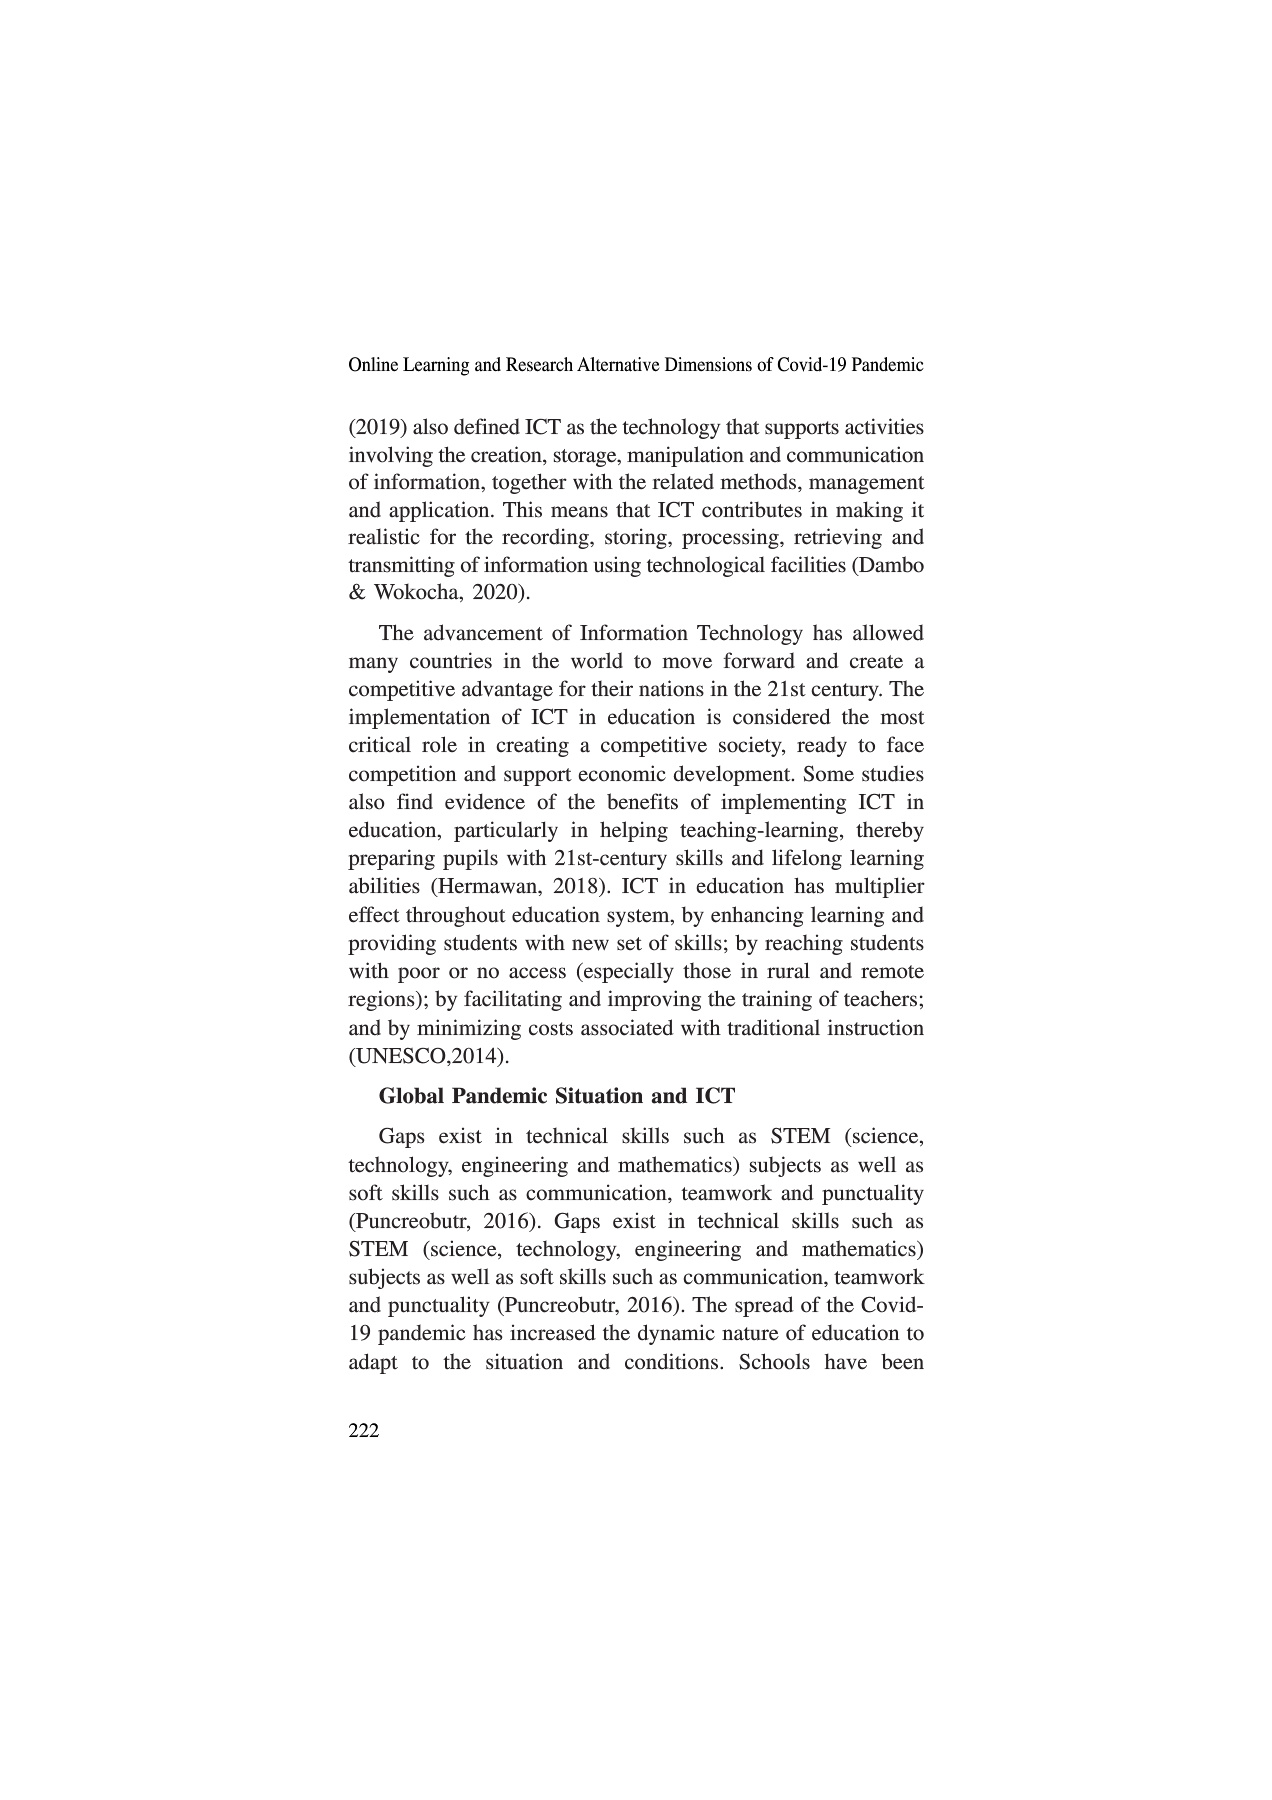 Online Learning and Research Alternative Dimensions of Covid-19 Pandemic
(2019) also defined ICT as the technology that supports activities
involving the creation, storage, manipulation and communication
of information, together with the related methods, management
and application. This means that ICT contributes in making it
realistic for the recording, storing, processing, retrieving and
transmitting of information using technological facilities (Dambo
& Wokocha, 2020).
The advancement of Information Technology has allowed
many countries in the world to move forward and create a
competitive advantage for their nations in the 21st century. The
implementation of ICT in education is considered the most
critical role in creating a competitive society, ready to face
competition and support economic development. Some studies
also find evidence of the benefits of implementing ICT in
education, particularly in helping teaching-learning, thereby
preparing pupils with 21st-century skills and lifelong learning
abilities (Hermawan, 2018). ICT in education has multiplier
effect throughout education system, by enhancing learning and
providing students with new set of skills; by reaching students
with poor or no access (especially those in rural and remote
regions); by facilitating and improving the training of teachers;
and by minimizing costs associated with traditional instruction
(UNESCO,2014).
Global Pandemic Situation and ICT
Gaps exist in technical skills such as STEM (science,
technology, engineering and mathematics) subjects as well as
soft skills such as communication, teamwork and punctuality
(Puncreobutr, 2016). Gaps exist in technical skills such as
STEM (science, technology, engineering and mathematics)
subjects as well as soft skills such as communication, teamwork
and punctuality (Puncreobutr, 2016). The spread of the Covid-
19 pandemic has increased the dynamic nature of education to
adapt to the situation and conditions. Schools have been
222